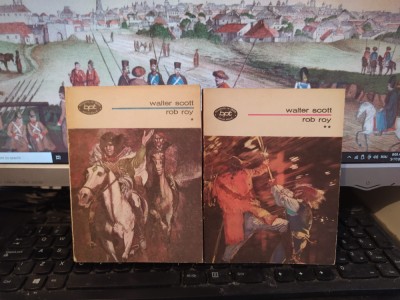 bpt
walter scott
rob roy
*
bpt
walter scott
rob roy
**